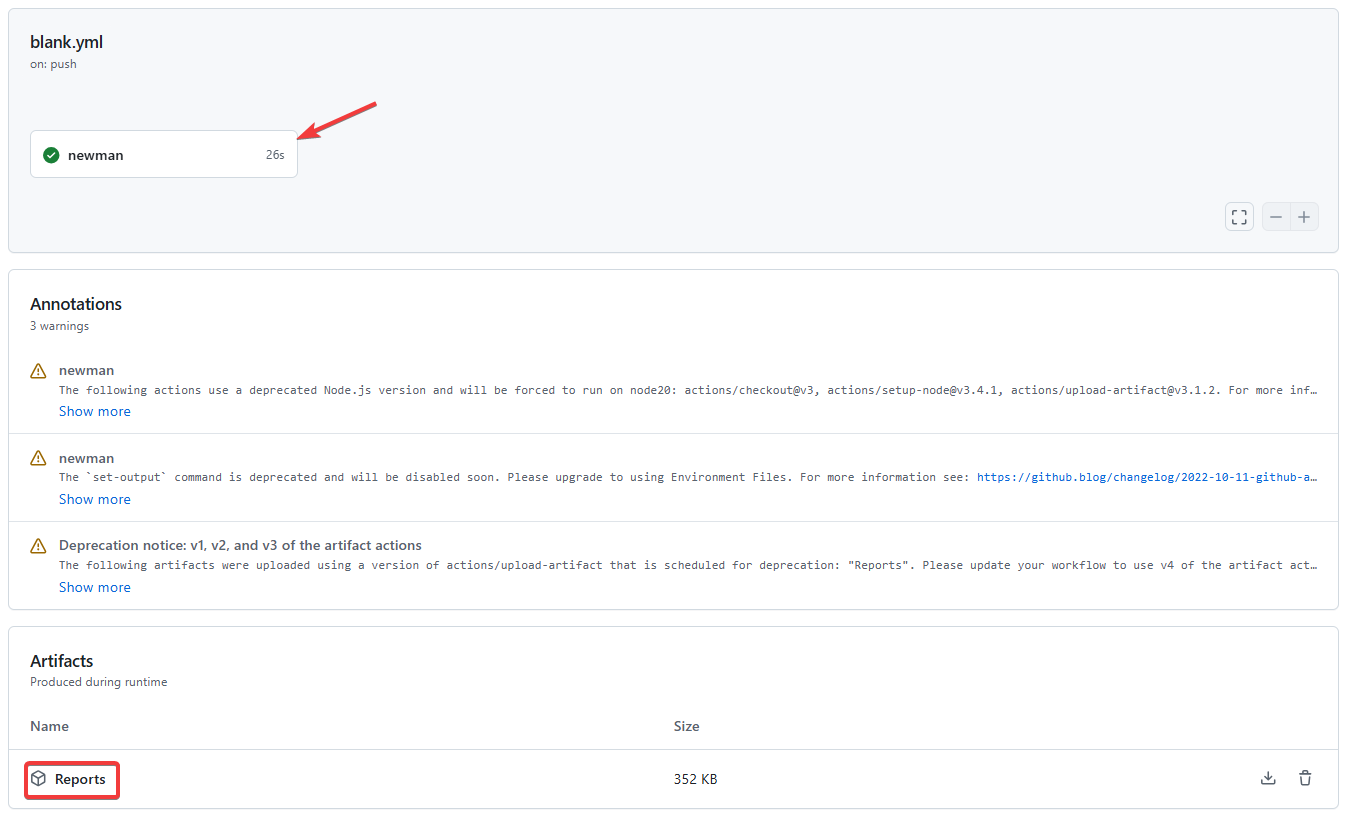 blank.yml
on: push
newman 26s
Annotations
3 warnings
newman
The following actions use a deprecated Node.js version and will be forced to run on node20: actions/checkout@v3, actions/setup-node@v3.4.1, actions/upload-artifact@v3.1.2. For more inf…
Show more
newman
The `set-output` command is deprecated and will be disabled soon. Please upgrade to using Environment Files. For more information see: https://github.blog/changelog/2022-10-11-github-a…
Show more
Deprecation notice: v1, v2, and v3 of the artifact actions
The following artifacts were uploaded using a version of actions/upload-artifact that is scheduled for deprecation: "Reports". Please update your workflow to use v4 of the artifact act…
Show more
Artifacts
Produced during runtime
Name Size
Reports 352 KB